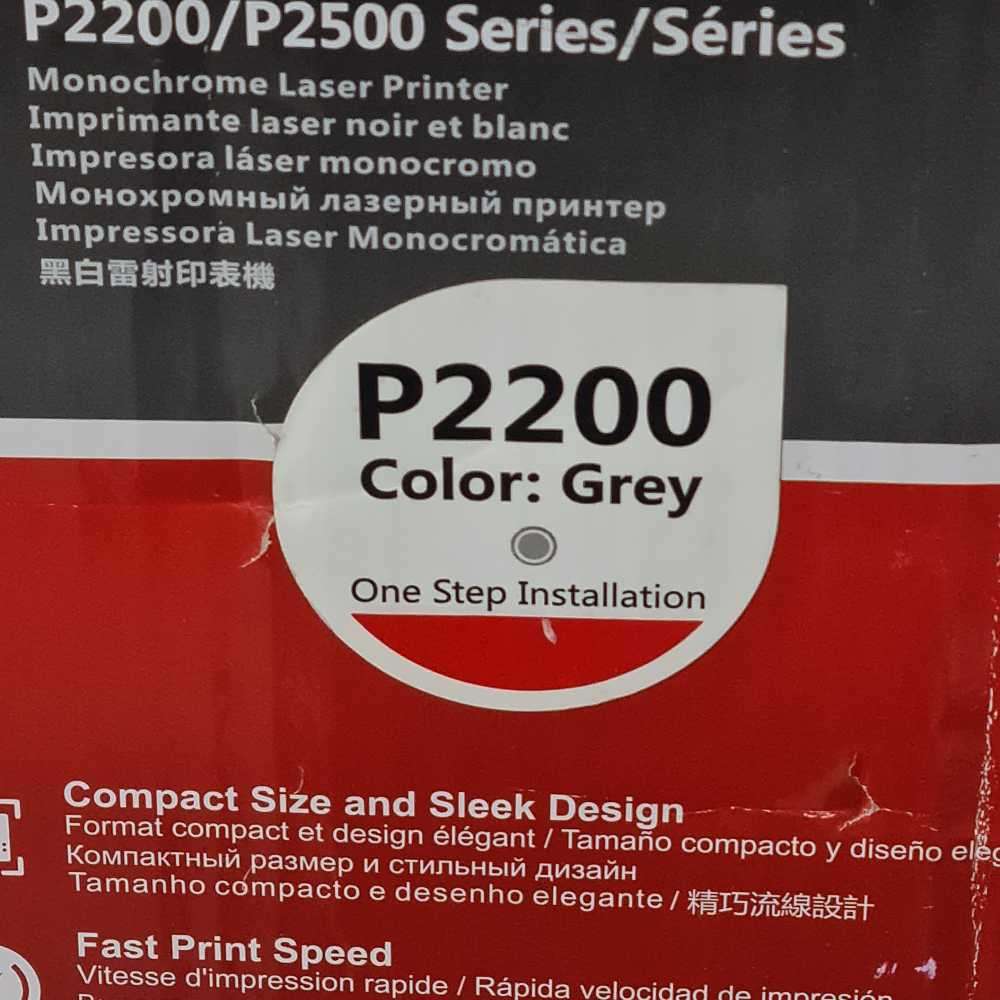 P2200/P2500 Series/Séries
Monochrome Laser Printer
Imprimante laser noir et blanc
Impresora láser monocromo
Монохромный лазерный принтер
Impressora Laser Monocromática
黑白雷射印表機
P2200
Color: Grey
One Step Installation
Compact Size and Sleek Design
Format compact et design élégant / Tamaño compacto y diseño
Компактный размер и стильный дизайн
Tamanho compacto e desenho elegante / 精巧流線設計
Fast Print Speed
Vitesse d'impression rapide / Rápida velocidad de impresión